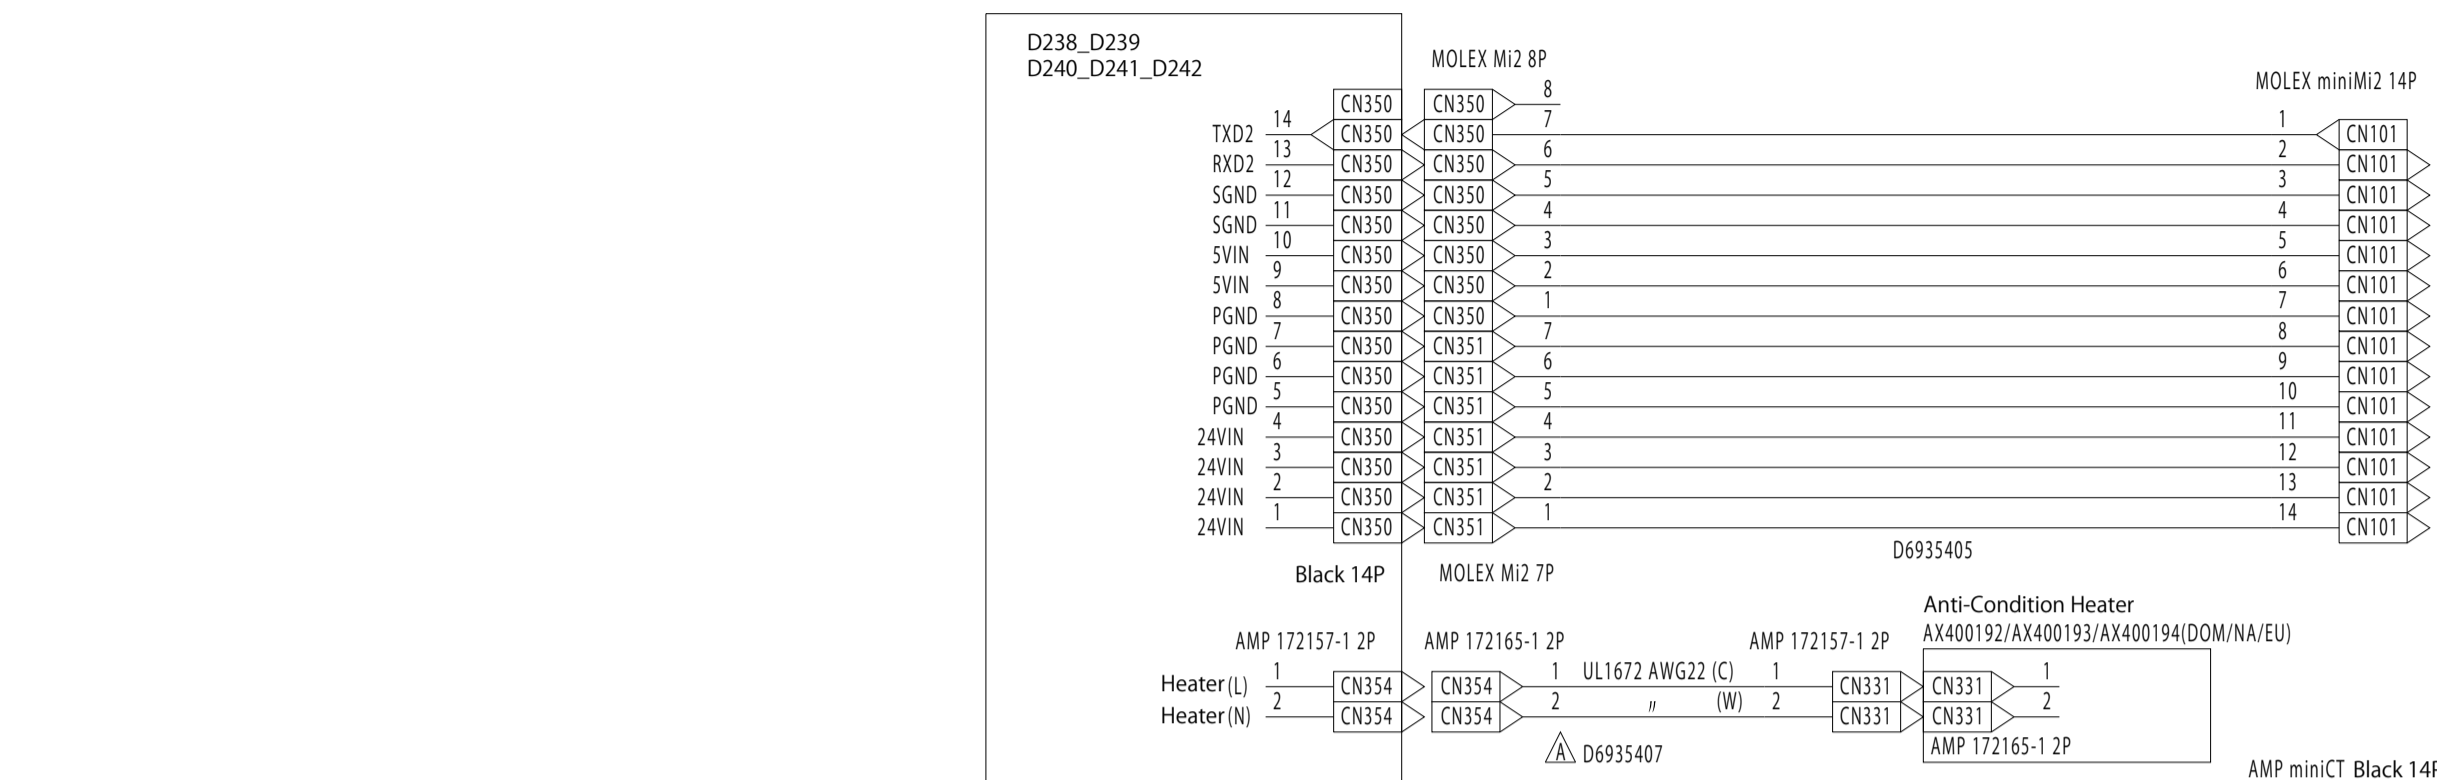 D238_D239
D240_D241_D242
MOLEX Mi2 8P
MOLEX miniMi2 14P
CN350 CN350 8
TXD2 14 CN350 CN350 7 1 CN101
RXD2 13 CN350 CN350 6 2 CN101
SGND 12 CN350 CN350 5 3 CN101
SGND 11 CN350 CN350 4 4 CN101
5VIN 10 CN350 CN350 3 5 CN101
5VIN 9 CN350 CN350 2 6 CN101
PGND 8 CN350 CN350 1 7 CN101
PGND 7 CN350 CN351 7 8 CN101
PGND 6 CN350 CN351 6 9 CN101
PGND 5 CN350 CN351 5 10 CN101
24VIN 4 CN350 CN351 4 11 CN101
24VIN 3 CN350 CN351 3 12 CN101
24VIN 2 CN350 CN351 2 13 CN101
24VIN 1 CN350 CN351 1 14 CN101
D6935405
Black 14P
MOLEX Mi2 7P
Anti-Condition Heater
AX400192/AX400193/AX400194(DOM/NA/EU)
AMP 172157-1 2P
AMP 172165-1 2P
AMP 172157-1 2P
Heater(L) 1 CN354 CN354 1 UL1672 AWG22 (C) 1 CN331 CN331 1
Heater(N) 2 CN354 CN354 2 〃 (W) 2 CN331 CN331 2
AMP 172165-1 2P
A D6935407
AMP miniCT Black 14P